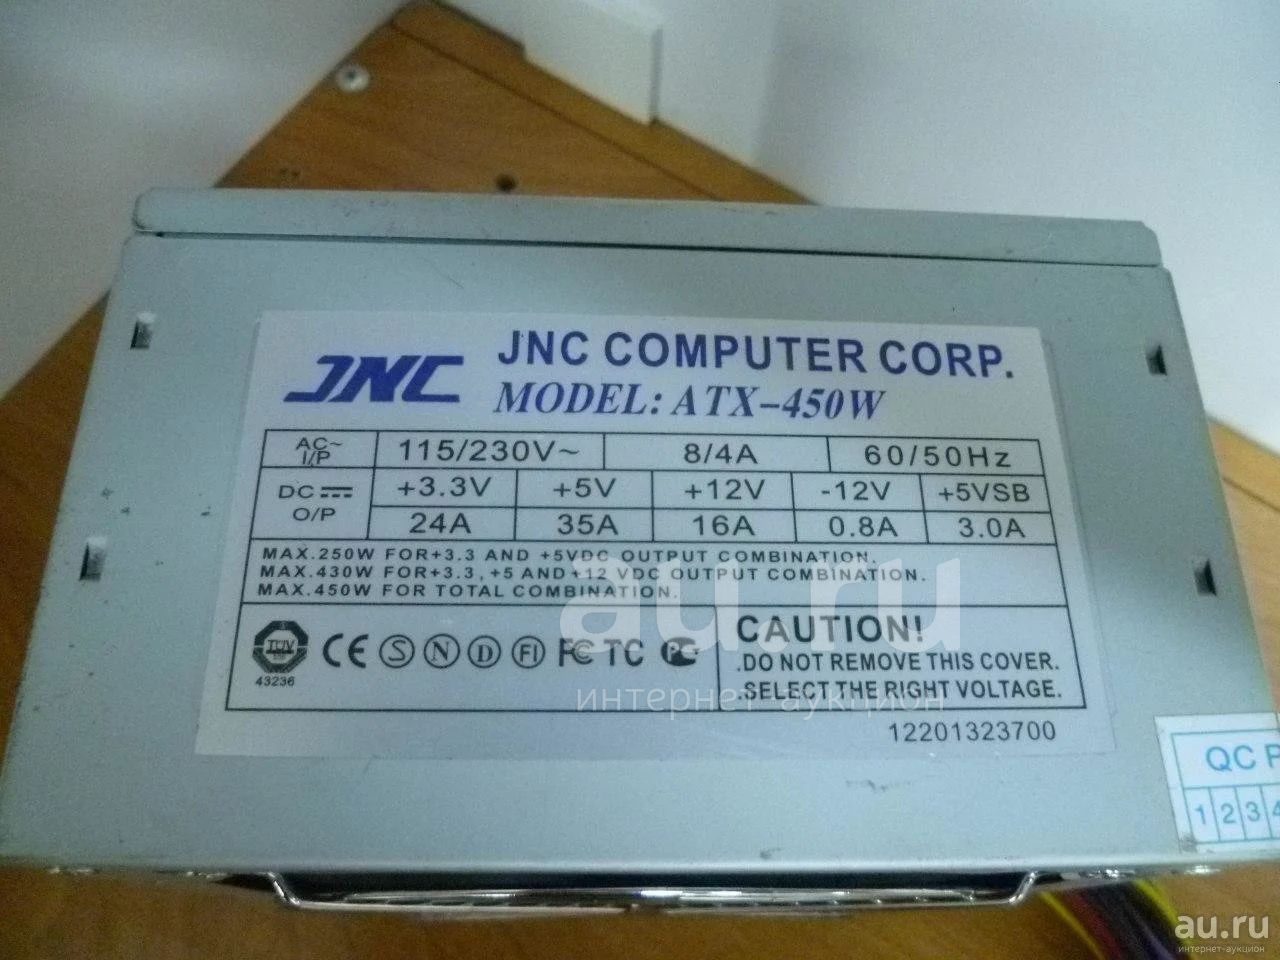 JNC
JNC COMPUTER CORP.
MODEL: ATX-450W
AC~ I/P 115/230V~ 8/4A 60/50Hz
DC O/P +3.3V +5V +12V -12V +5VSB
24A 35A 16A 0.8A 3.0A
MAX.250W FOR+3.3 AND +5VDC OUTPUT COMBINATION.
MAX.430W FOR+3.3,+5 AND+12 VDC OUTPUT COMBINATION.
MAX.450W FOR TOTAL COMBINATION.
TÜV
43236
CE S N D FI FC TC PG
CAUTION!
.DO NOT REMOVE THIS COVER.
.SELECT THE RIGHT VOLTAGE.
12201323700
QC P
1 2 3 4
au.ru
интернет-аукцион
au.ru
интернет-аукцион